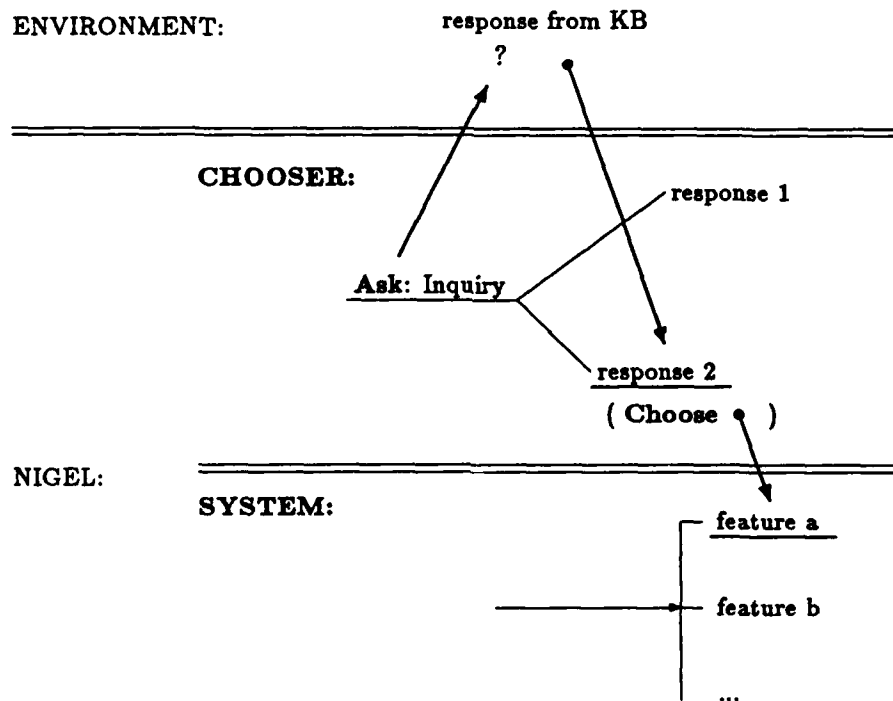 ENVIRONMENT:
response from KB
?
CHOOSER:
response 1
Ask: Inquiry
response 2
( Choose )
NIGEL:
SYSTEM:
feature a
feature b
...